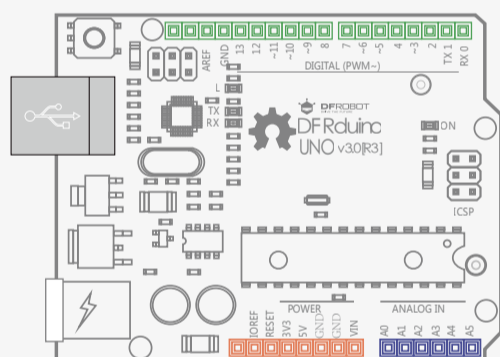 AREF
GND
13
12
~11
~10
~9
8
7
~6
~5
4
~3
2
TX 1
RX 0
DIGITAL (PWM~)
L
TX
RX
DFROBOT
DFRduino
UNO v3.0[R3]
ON
ICSP
POWER
ANALOG IN
IOREF
RESET
3V3
5V
GND
GND
VIN
A0
A1
A2
A3
A4
A5